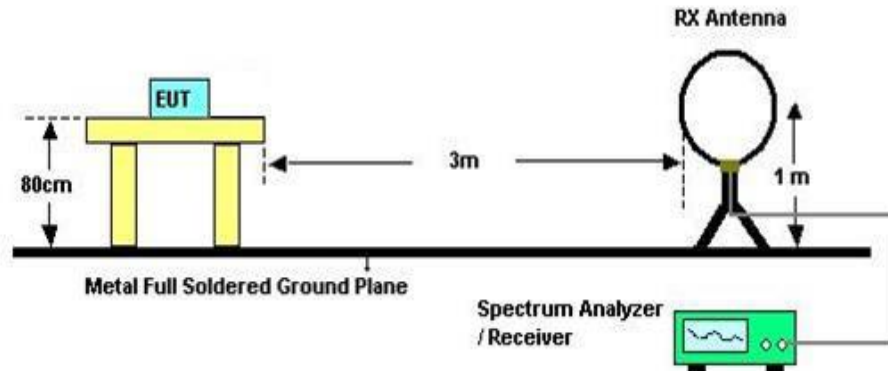 RX Antenna
EUT
3m
80cm
1 m
Metal Full Soldered Ground Plane
Spectrum Analyzer
/ Receiver